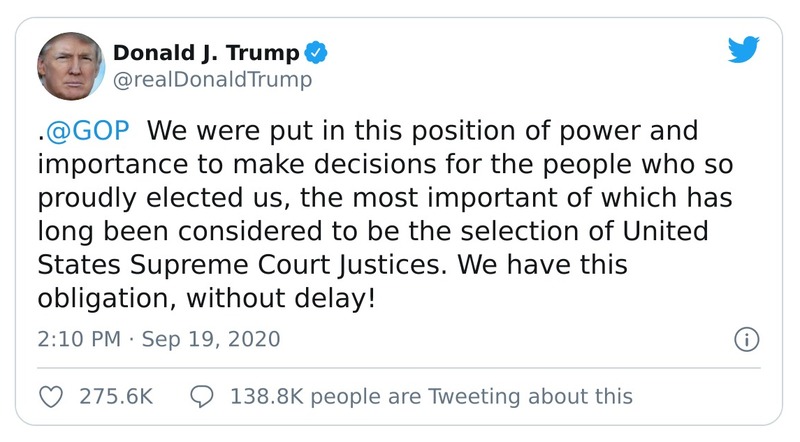 Donald J. Trump
@realDonaldTrump
.@GOP We were put in this position of power and
importance to make decisions for the people who so
proudly elected us, the most important of which has
long been considered to be the selection of United
States Supreme Court Justices. We have this
obligation, without delay!
2:10 PM · Sep 19, 2020
275.6K 138.8K people are Tweeting about this